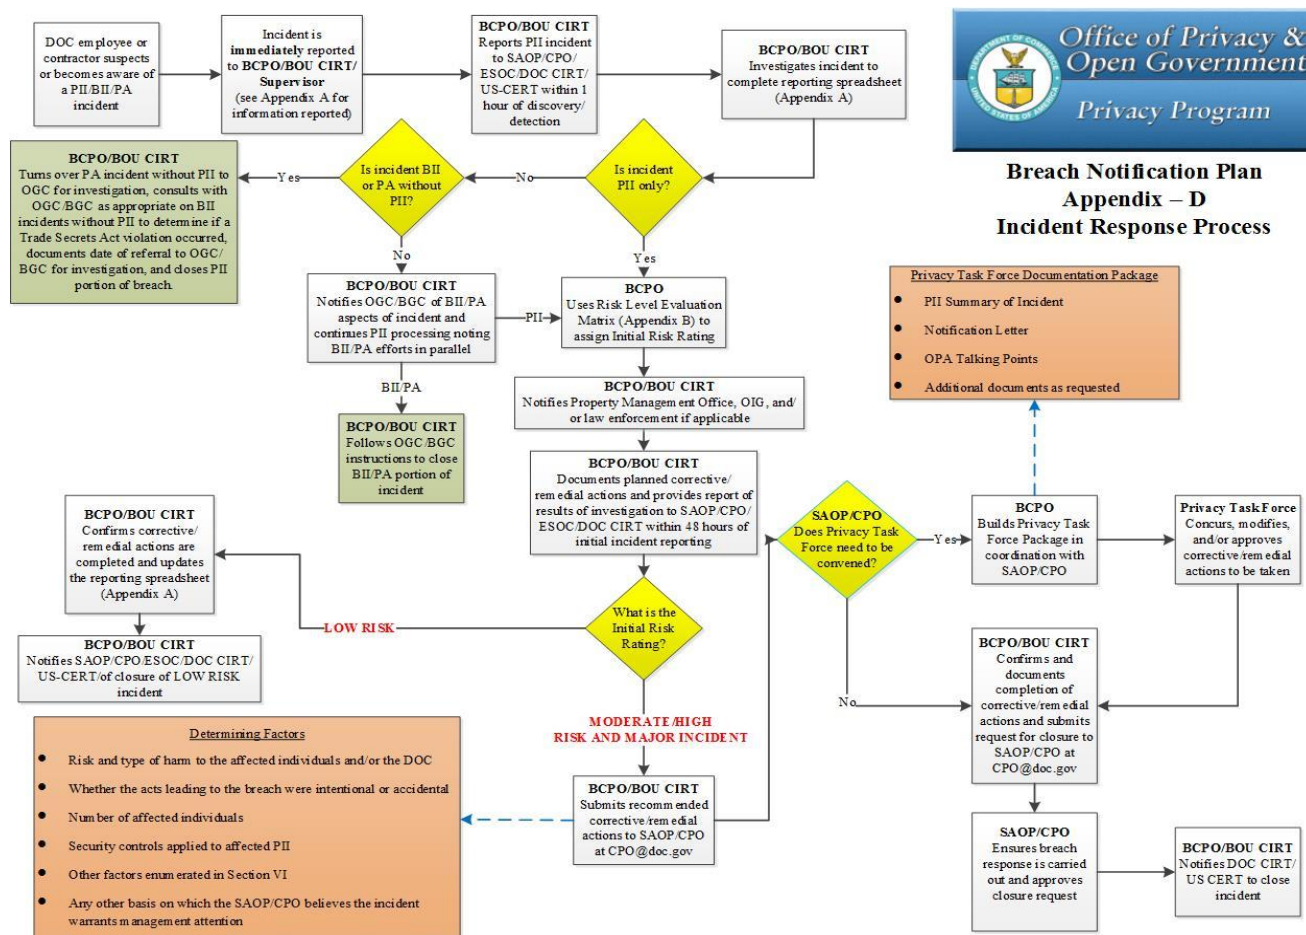 DOC employee or
contractor suspects
or becomes aware of
a PII/BII/PA
incident
Incident is
immediately reported
to BCPO/BOU CIRT/
Supervisor
(see Appendix A for
information reported)
BCPO/BOU CIRT
Reports PII incident
to SAOP/CPO/
ESOC/DOC CIRT/
US-CERT within 1
hour of discovery/
detection
BCPO/BOU CIRT
Investigates incident to
complete reporting spreadsheet
(Appendix A)
DEPARTMENT OF COMMERCE
UNITED STATES OF AMERICA
Office of Privacy &
Open Government
Privacy Program
Breach Notification Plan
Appendix – D
Incident Response Process
Is incident
PII only?
No
Is incident BII
or PA without
PII?
Yes
BCPO/BOU CIRT
Turns over PA incident without PII to
OGC for investigation, consults with
OGC/BGC as appropriate on BII
incidents without PII to determine if a
Trade Secrets Act violation occurred,
documents date of referral to OGC/
BGC for investigation, and closes PII
portion of breach.
No
Yes
BCPO/BOU CIRT
Notifies OGC/BGC of BII/PA
aspects of incident and
continues PII processing noting
BII/PA efforts in parallel
PII
BCPO
Uses Risk Level Evaluation
Matrix (Appendix B) to
assign Initial Risk Rating
BII/PA
BCPO/BOU CIRT
Follows OGC/BGC
instructions to close
BII/PA portion of
incident
BCPO/BOU CIRT
Notifies Property Management Office, OIG, and/
or law enforcement if applicable
BCPO/BOU CIRT
Documents planned corrective/
remedial actions and provides report of
results of investigation to SAOP/CPO/
ESOC/DOC CIRT within 48 hours of
initial incident reporting
What is the
Initial Risk
Rating?
LOW RISK
BCPO/BOU CIRT
Confirms corrective/
remedial actions are
completed and updates
the reporting spreadsheet
(Appendix A)
BCPO/BOU CIRT
Notifies SAOP/CPO/ESOC/DOC CIRT/
US-CERT/of closure of LOW RISK
incident
MODERATE/HIGH
RISK AND MAJOR INCIDENT
BCPO/BOU CIRT
Submits recommended
corrective/remedial
actions to SAOP/CPO
at CPO@doc.gov
Determining Factors
● Risk and type of harm to the affected individuals and/or the DOC
● Whether the acts leading to the breach were intentional or accidental
● Number of affected individuals
● Security controls applied to affected PII
● Other factors enumerated in Section VI
● Any other basis on which the SAOP/CPO believes the incident
warrants management attention
SAOP/CPO
Does Privacy Task
Force need to be
convened?
Yes
No
Privacy Task Force Documentation Package
● PII Summary of Incident
● Notification Letter
● OPA Talking Points
● Additional documents as requested
BCPO
Builds Privacy Task
Force Package in
coordination with
SAOP/CPO
Privacy Task Force
Concurs, modifies,
and/or approves
corrective/remedial
actions to be taken
BCPO/BOU CIRT
Confirms and
documents
completion of
corrective/remedial
actions and submits
request for closure to
SAOP/CPO at
CPO@doc.gov
SAOP/CPO
Ensures breach
response is carried
out and approves
closure request
BCPO/BOU CIRT
Notifies DOC CIRT/
US CERT to close
incident